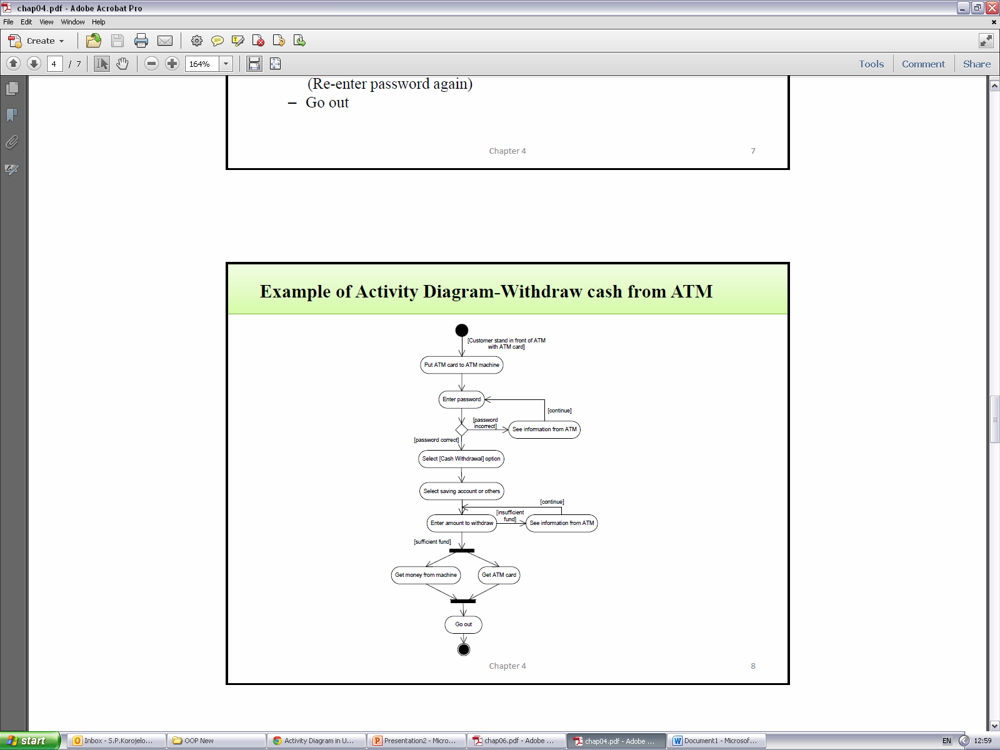 chap04.pdf - Adobe Acrobat Pro
File Edit View Window Help
Create
4 / 7 164% Tools Comment Share
(Re-enter password again)
– Go out
Chapter 4 7
Example of Activity Diagram-Withdraw cash from ATM
[Customer stand in front of ATM
with ATM card]
Put ATM card to ATM machine
Enter password
[continue]
[password
incorrect]
See information from ATM
[password correct]
Select [Cash Withdrawal] option
Select saving account or others
[continue]
[insufficient
fund]
Enter amount to withdraw
See information from ATM
[sufficient fund]
Get money from machine
Get ATM card
Go out
Chapter 4 8
start Inbox - S.P.Korojelo... OOP New Activity Diagram in U... Presentation2 - Micro... chap06.pdf - Adobe ... chap04.pdf - Adobe ... Document1 - Microsof... EN 12:59